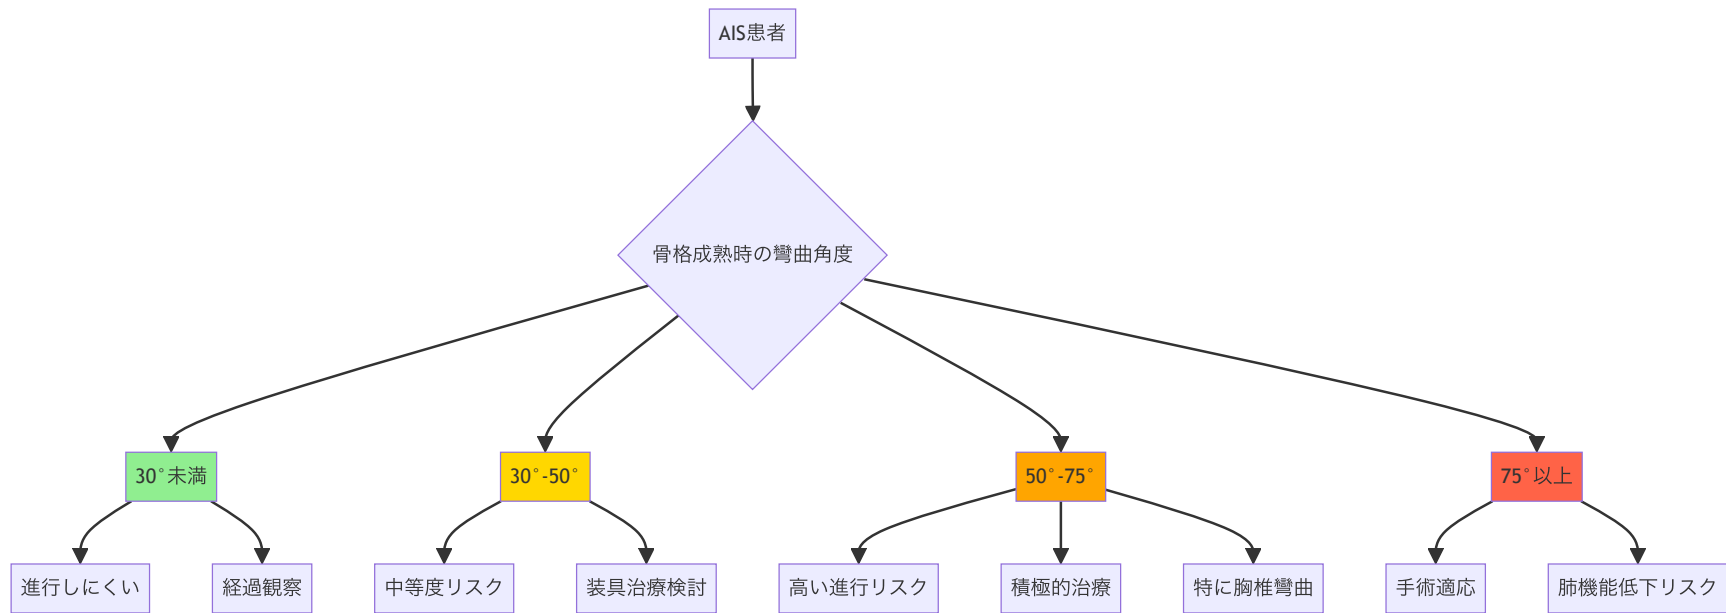 AIS患者
骨格成熟時の彎曲角度
30°未満
30°-50°
50°-75°
75°以上
進行しにくい
経過観察
中等度リスク
装具治療検討
高い進行リスク
積極的治療
特に胸椎彎曲
手術適応
肺機能低下リスク